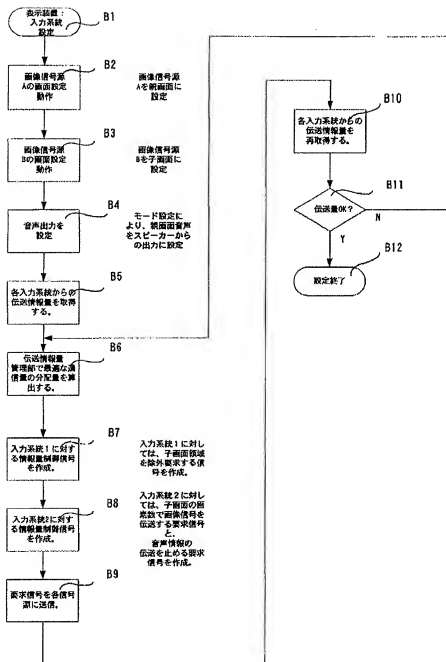 表示装置：
入力系統
設定
B1
画像信号源
Aの画面設定
動作
B2
画像信号源
Aを親画面に
設定
画像信号源
Bの画面設定
動作
B3
画像信号源
Bを子画面に
設定
音声出力を
設定
B4
モード設定に
より、親画面音声
をスピーカーから
の出力に設定
各入力系統からの
伝送情報量を取得
する。
B5
伝送情報量
管理部で最適な通
信量の分配量を算
出する。
B6
入力系統1に対す
る情報量制御信号
を作成。
B7
入力系統1に対し
ては、子画面領域
を除外要求する信
号を作成。
入力系統2に対す
る情報量制御信号
を作成。
B8
入力系統2に対し
ては、子画面の画
素数で画像信号を
伝送する要求信号
と、
音声情報の
伝送を止める要求
信号を作成。
要求信号を各信号
源に送信。
B9
各入力系統からの
伝送情報量を
再取得する。
B10
伝送量OK？
B11
N
Y
設定終了
B12